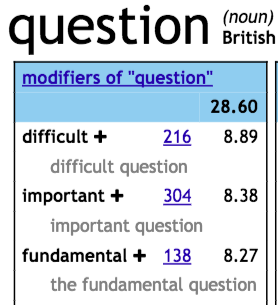 question (noun)
British
modifiers of "question"
28.60
difficult + 216 8.89
difficult question
important + 304 8.38
important question
fundamental + 138 8.27
the fundamental question